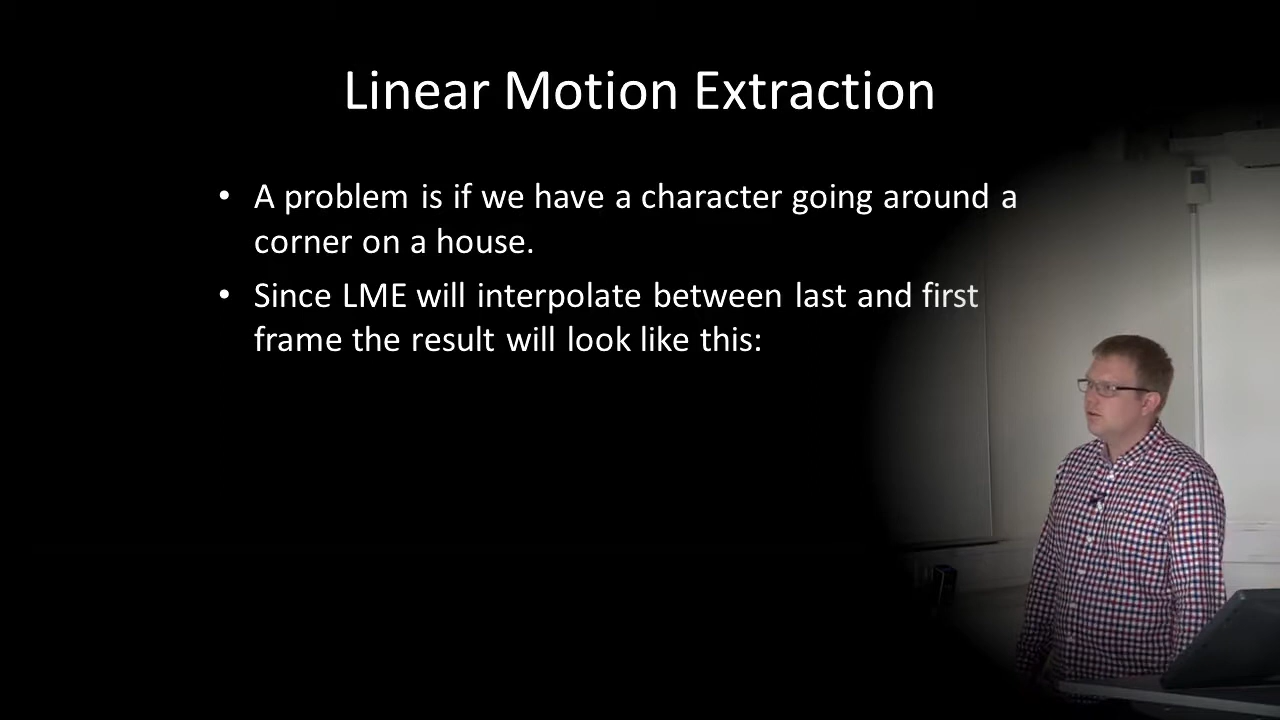 Linear Motion Extraction
• A problem is if we have a character going around a
corner on a house.
• Since LME will interpolate between last and first
frame the result will look like this: